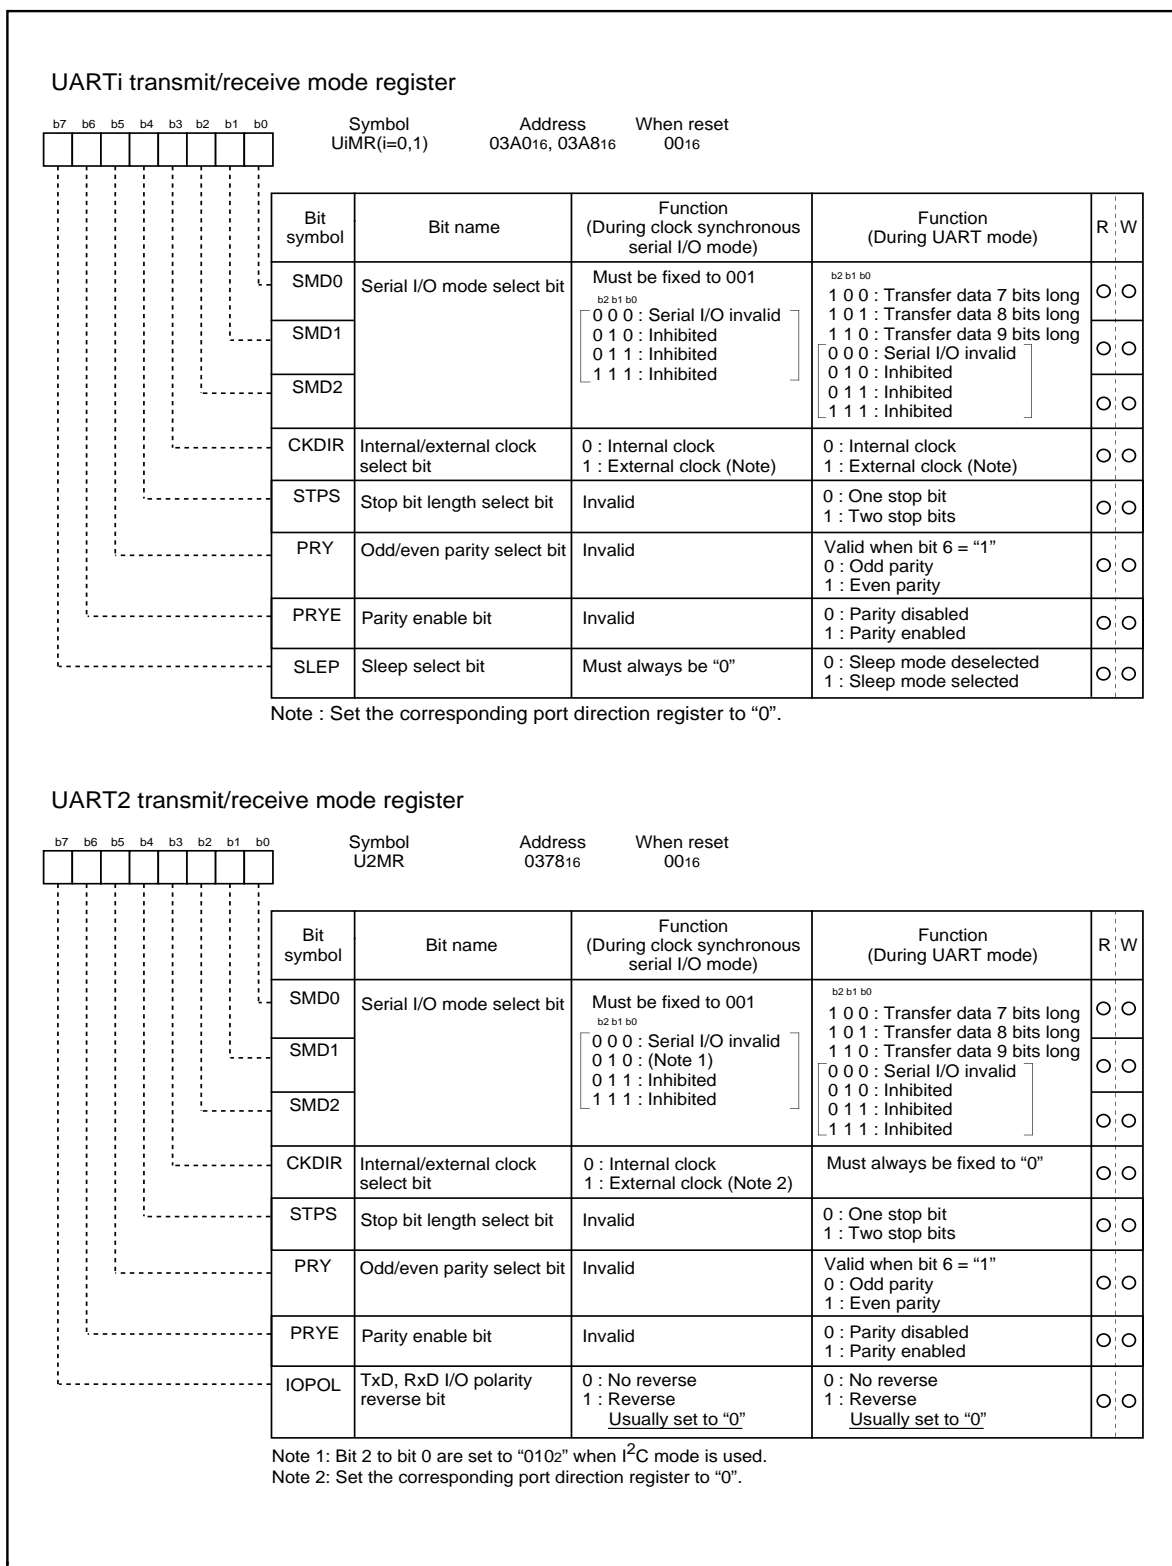 UARTi transmit/receive mode register
b7 b6 b5 b4 b3 b2 b1 b0
Symbol Address When reset
UiMR(i=0,1) 03A016, 03A816 0016
Bit symbol Bit name Function (During clock synchronous serial I/O mode) Function (During UART mode) R W
SMD0 Serial I/O mode select bit Must be fixed to 001 b2 b1 b0
b2 b1 b0 1 0 0 : Transfer data 7 bits long
0 0 0 : Serial I/O invalid 1 0 1 : Transfer data 8 bits long
SMD1 0 1 0 : Inhibited 1 1 0 : Transfer data 9 bits long
0 1 1 : Inhibited 0 0 0 : Serial I/O invalid
1 1 1 : Inhibited 0 1 0 : Inhibited
SMD2 0 1 1 : Inhibited
1 1 1 : Inhibited
CKDIR Internal/external clock 0 : Internal clock 0 : Internal clock
select bit 1 : External clock (Note) 1 : External clock (Note)
STPS Stop bit length select bit Invalid 0 : One stop bit
1 : Two stop bits
PRY Odd/even parity select bit Invalid Valid when bit 6 = “1”
0 : Odd parity
1 : Even parity
PRYE Parity enable bit Invalid 0 : Parity disabled
1 : Parity enabled
SLEP Sleep select bit Must always be “0” 0 : Sleep mode deselected
1 : Sleep mode selected
Note : Set the corresponding port direction register to “0”.
UART2 transmit/receive mode register
b7 b6 b5 b4 b3 b2 b1 b0
Symbol Address When reset
U2MR 037816 0016
Bit symbol Bit name Function (During clock synchronous serial I/O mode) Function (During UART mode) R W
SMD0 Serial I/O mode select bit Must be fixed to 001 b2 b1 b0
b2 b1 b0 1 0 0 : Transfer data 7 bits long
0 0 0 : Serial I/O invalid 1 0 1 : Transfer data 8 bits long
SMD1 0 1 0 : (Note 1) 1 1 0 : Transfer data 9 bits long
0 1 1 : Inhibited 0 0 0 : Serial I/O invalid
1 1 1 : Inhibited 0 1 0 : Inhibited
SMD2 0 1 1 : Inhibited
1 1 1 : Inhibited
CKDIR Internal/external clock 0 : Internal clock Must always be fixed to “0”
select bit 1 : External clock (Note 2)
STPS Stop bit length select bit Invalid 0 : One stop bit
1 : Two stop bits
PRY Odd/even parity select bit Invalid Valid when bit 6 = “1”
0 : Odd parity
1 : Even parity
PRYE Parity enable bit Invalid 0 : Parity disabled
1 : Parity enabled
IOPOL TxD, RxD I/O polarity 0 : No reverse 0 : No reverse
reverse bit 1 : Reverse 1 : Reverse
Usually set to “0” Usually set to “0”
Note 1: Bit 2 to bit 0 are set to “0102” when I2C mode is used.
Note 2: Set the corresponding port direction register to “0”.